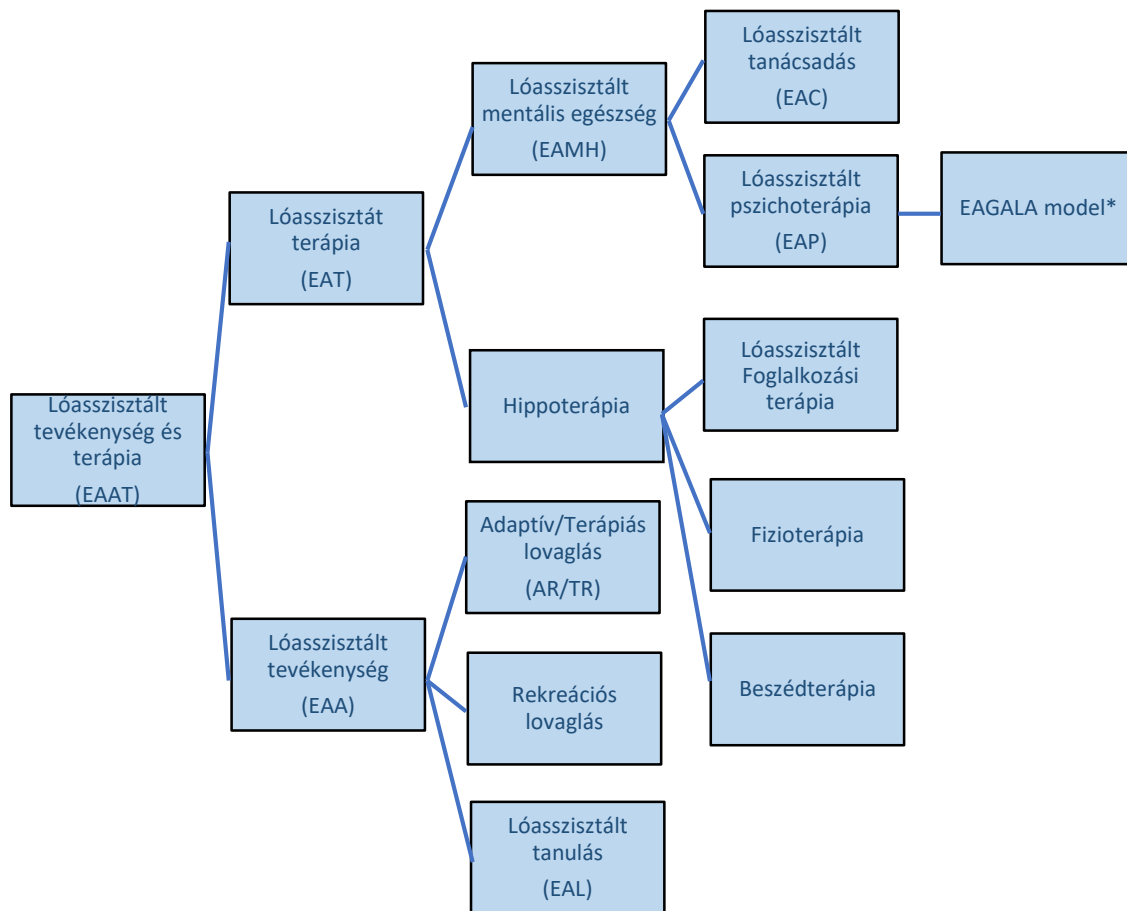 Lóasszisztált
tevékenység és
terápia
(EAAT)
Lóasszisztát
terápia
(EAT)
Lóasszisztált
mentális egészség
(EAMH)
Lóasszisztált
tanácsadás
(EAC)
Lóasszisztált
pszichoterápia
(EAP)
EAGALA model*
Hippoterápia
Lóasszisztált
Foglalkozási
terápia
Fizioterápia
Beszédterápia
Lóasszisztált
tevékenység
(EAA)
Adaptív/Terápiás
lovaglás
(AR/TR)
Rekreációs
lovaglás
Lóasszisztált
tanulás
(EAL)